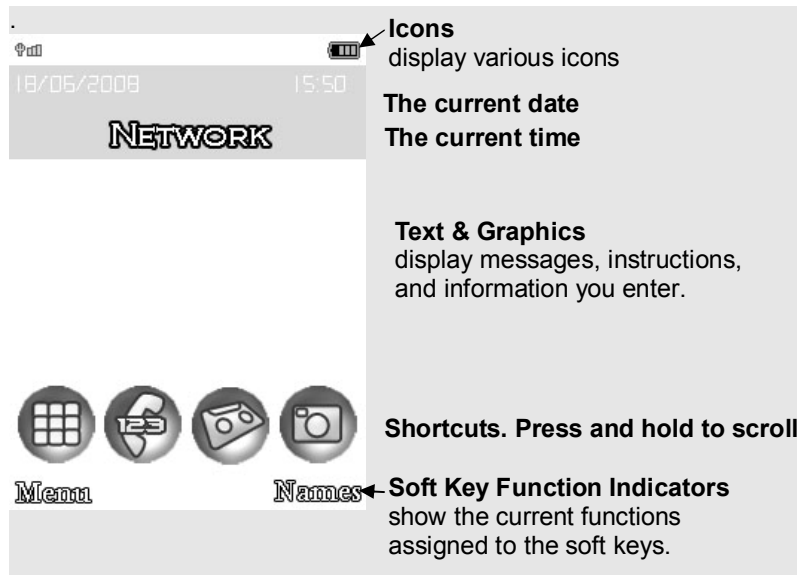 .
Icons
display various icons
18/06/2008 15:50
The current date
NETWORK
The current time
Text & Graphics
display messages, instructions,
and information you enter.
123
Shortcuts. Press and hold to scroll
Menu Names
Soft Key Function Indicators
show the current functions
assigned to the soft keys.